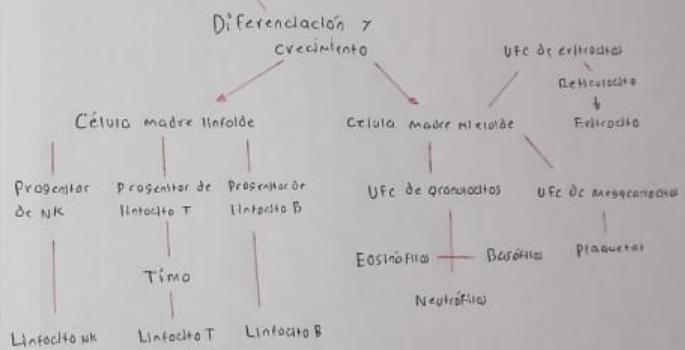 Diferenciación y
crecimiento
UFC de eritrocitos
Reticulocito
Eritrocito
Célula madre linfoide
Célula madre mieloide
Progenitor
de NK
Progenitor de
linfocito T
Progenitor de
linfocito B
UFC de granulocitos
UFC de megacariocitos
Timo
Eosinófilos
Basófilos
Plaquetas
Neutrófilos
Linfocito NK
Linfocito T
Linfocito B